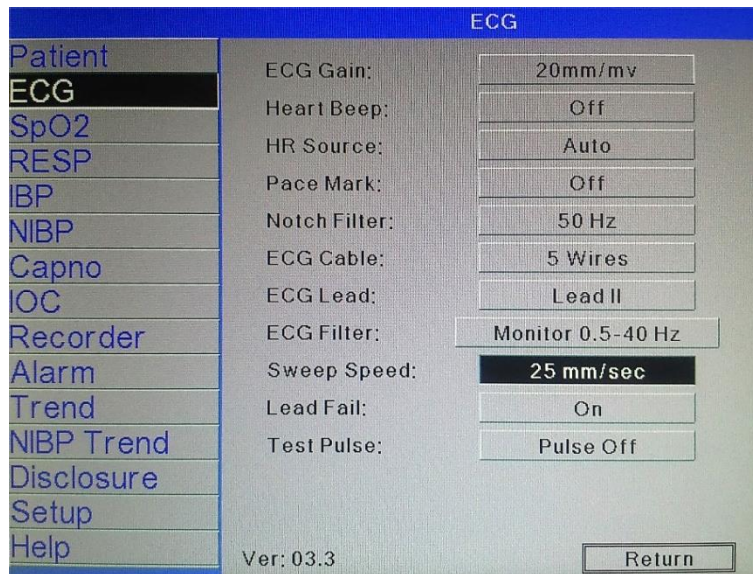 ECG
Patient
ECG
SpO2
RESP
IBP
NIBP
Capno
IOC
Recorder
Alarm
Trend
NIBP Trend
Disclosure
Setup
Help
ECG Gain: 20mm/mv
Heart Beep: Off
HR Source: Auto
Pace Mark: Off
Notch Filter: 50 Hz
ECG Cable: 5 Wires
ECG Lead: Lead II
ECG Filter: Monitor 0.5-40 Hz
Sweep Speed: 25 mm/sec
Lead Fail: On
Test Pulse: Pulse Off
Ver: 03.3 Return